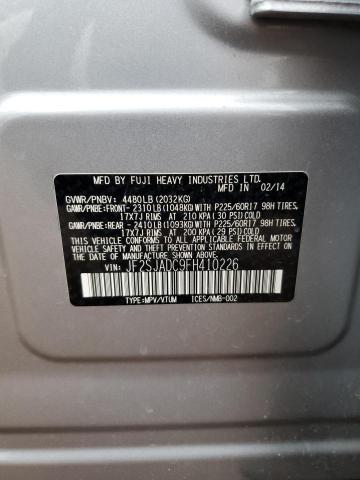 MFD BY FUJI HEAVY INDUSTRIES LTD.
MFD IN 02/14
GVWR/PNBV: 4480LB(2032KG)
GAWR/PNBE:FRONT- 2310LB(1048KG)WITH P225/60R17 98H TIRES,
17X7J RIMS AT 210 KPA(30 PSI)COLD
GAWR/PNBE:REAR -2410LB(1093KG)WITH P225/60R17 98H TIRES,
17X7J RIMS AT 200 KPA(29 PSI)COLD
THIS VEHICLE CONFORMS TO ALL APPLICABLE FEDERAL MOTOR
VEHICLE SAFETY AND BUMPER STANDARDS IN EFFECT ON THE
DATE OF MANUFACTURE SHOWN ABOVE.
VIN: JF2SJADC9FH410226
TYPE:MPV/VTUM ICES/NMB-002